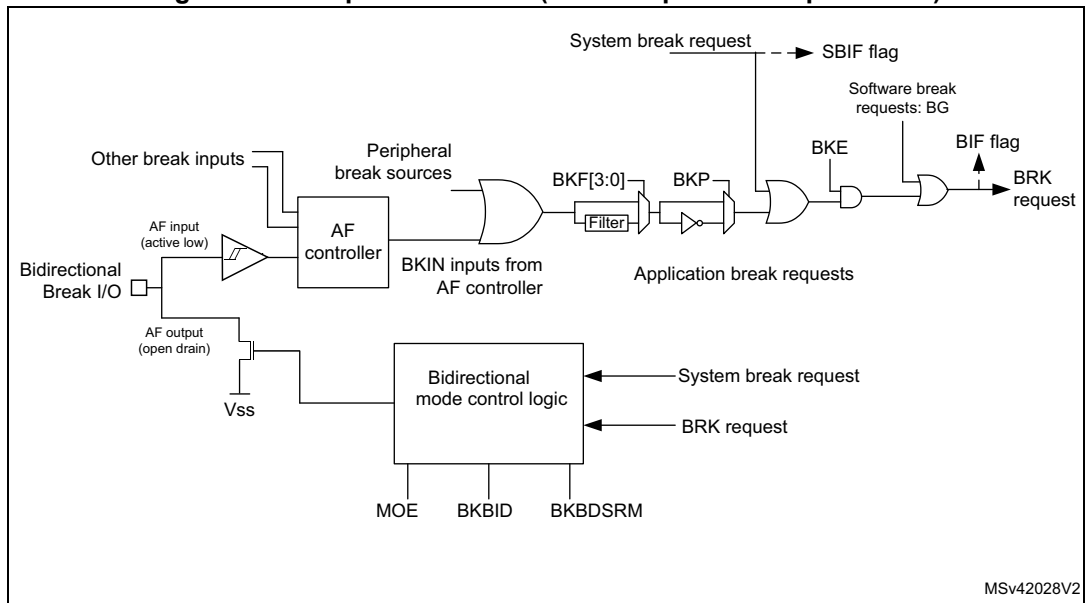 System break request
SBIF flag
Software break
requests: BG
BIF flag
BKE
BRK
request
Peripheral
break sources
Other break inputs
BKF[3:0]
BKP
Filter
AF input
(active low)
AF
controller
BKIN inputs from
AF controller
Application break requests
Bidirectional
Break I/O
AF output
(open drain)
Vss
Bidirectional
mode control logic
System break request
BRK request
MOE
BKBID
BKBDSRM
MSv42028V2